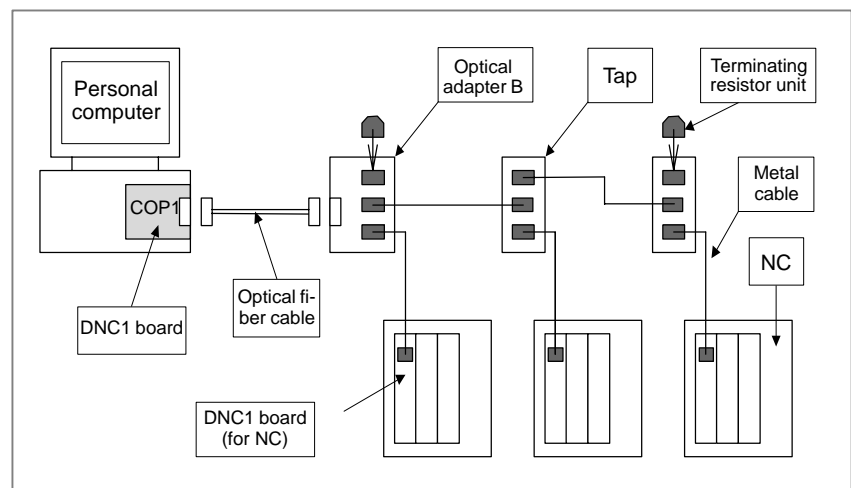 Personal
computer
COP1
DNC1 board
Optical fi-
ber cable
Optical
adapter B
Tap
Terminating
resistor unit
Metal
cable
NC
DNC1 board
(for NC)